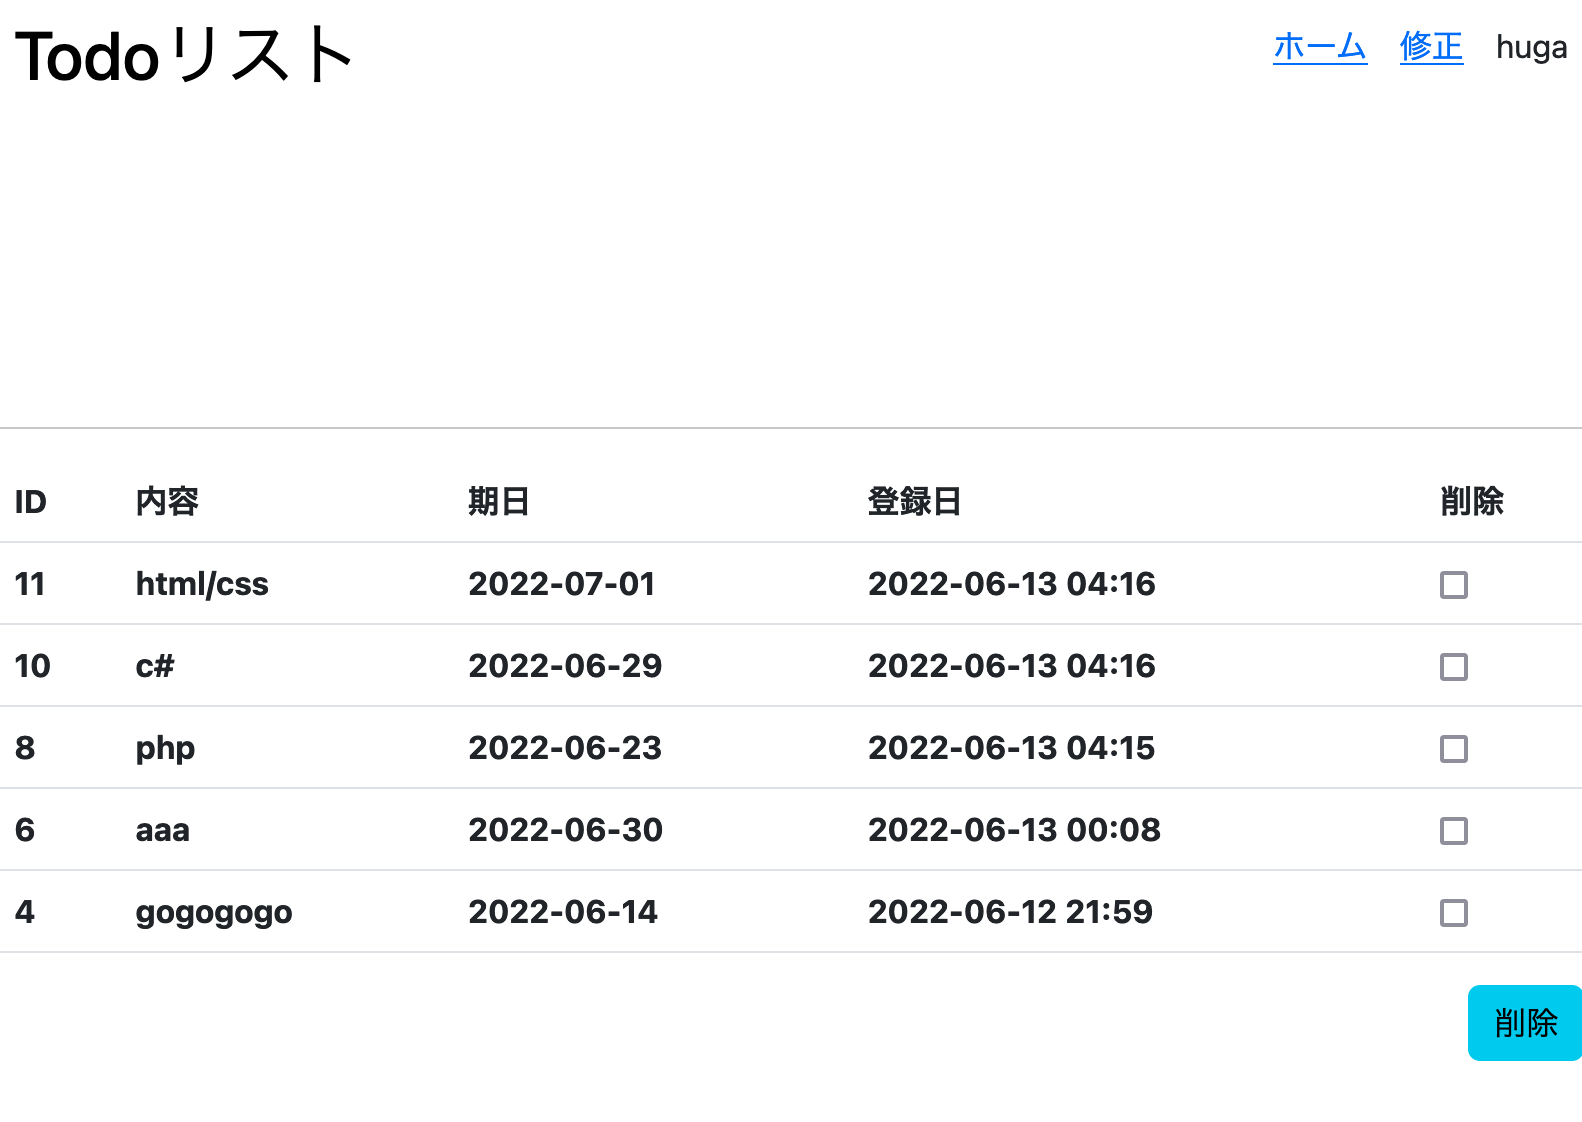 Todoリスト
ホーム 修正 huga
ID 内容 期日 登録日 削除
11 html/css 2022-07-01 2022-06-13 04:16
10 c# 2022-06-29 2022-06-13 04:16
8 php 2022-06-23 2022-06-13 04:15
6 aaa 2022-06-30 2022-06-13 00:08
4 gogogogo 2022-06-14 2022-06-12 21:59
削除